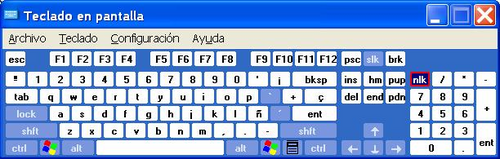 Teclado en pantalla
Archivo Teclado Configuración Ayuda
esc F1 F2 F3 F4 F5 F6 F7 F8 F9 F10 F11 F12 psc slk brk
º 1 2 3 4 5 6 7 8 9 0 ' ¡ bksp ins hm pup nlk / * -
tab q w e r t y u i o p ` + ç del end pdn 7 8 9 +
lock a s d f g h j k l ñ ´ ent 4 5 6
shft z x c v b n m , . - shft 1 2 3 ent
ctrl alt alt ctrl 0 .